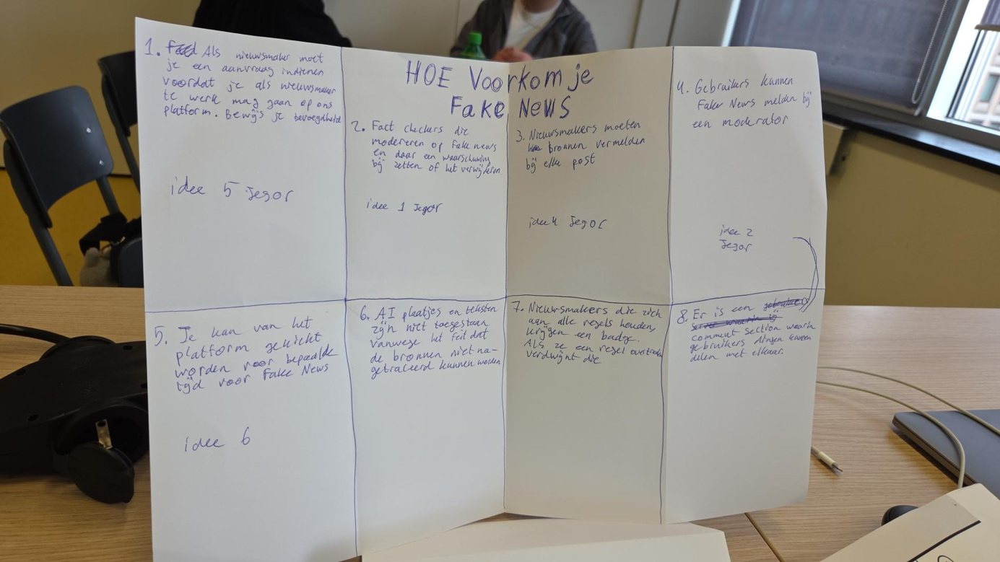 HOE Voorkom je
Fake News
1. Als nieuwsmaker moet
je een aanvraag indienen
voordat je als nieuwsmaker
te werk mag gaan op ons
platform. Bewijs je bevoegdheid
idee 5 Jegor
2. Fact checkers die
modereren op fake news
en daar een waarschuwing
bij zetten of het verwijderen
idee 1 Jegor
3. Nieuwsmakers moeten
bronnen vermelden
bij elke post
idee 4 Jegor
4. Gebruikers kunnen
Fake News melden bij
een moderator
idee 2
Jegor
5. Je kan van het
platform gekickt
worden voor bepaalde
tijd voor Fake News
idee 6
6. AI plaatjes en teksten
zijn niet toegestaan
vanwege het feit dat
de bronnen niet na-
getraceerd kunnen worden
7. Nieuwsmakers die zich
aan alle regels houden,
krijgen een badge.
Als ze een regel overtreden
verdwijnt die
8. Er is een
comment section waarin
gebruikers dingen kunnen
delen met elkaar.